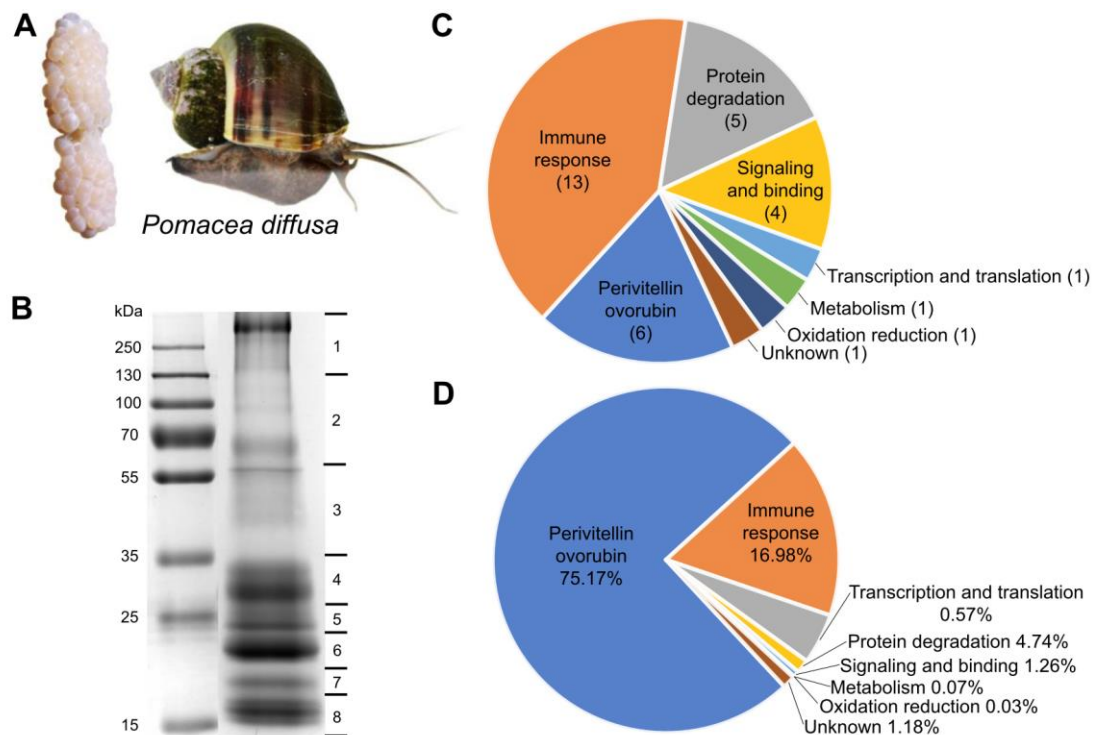 A
Pomacea diffusa
B
kDa
250
130
100
70
55
35
25
15
1
2
3
4
5
6
7
8
C
Immune
response
(13)
Protein
degradation
(5)
Signaling
and binding
(4)
Transcription and translation (1)
Metabolism (1)
Oxidation reduction (1)
Unknown (1)
Perivitellin
ovorubin
(6)
D
Perivitellin
ovorubin
75.17%
Immune
response
16.98%
Transcription and translation
0.57%
Protein degradation 4.74%
Signaling and binding 1.26%
Metabolism 0.07%
Oxidation reduction 0.03%
Unknown 1.18%